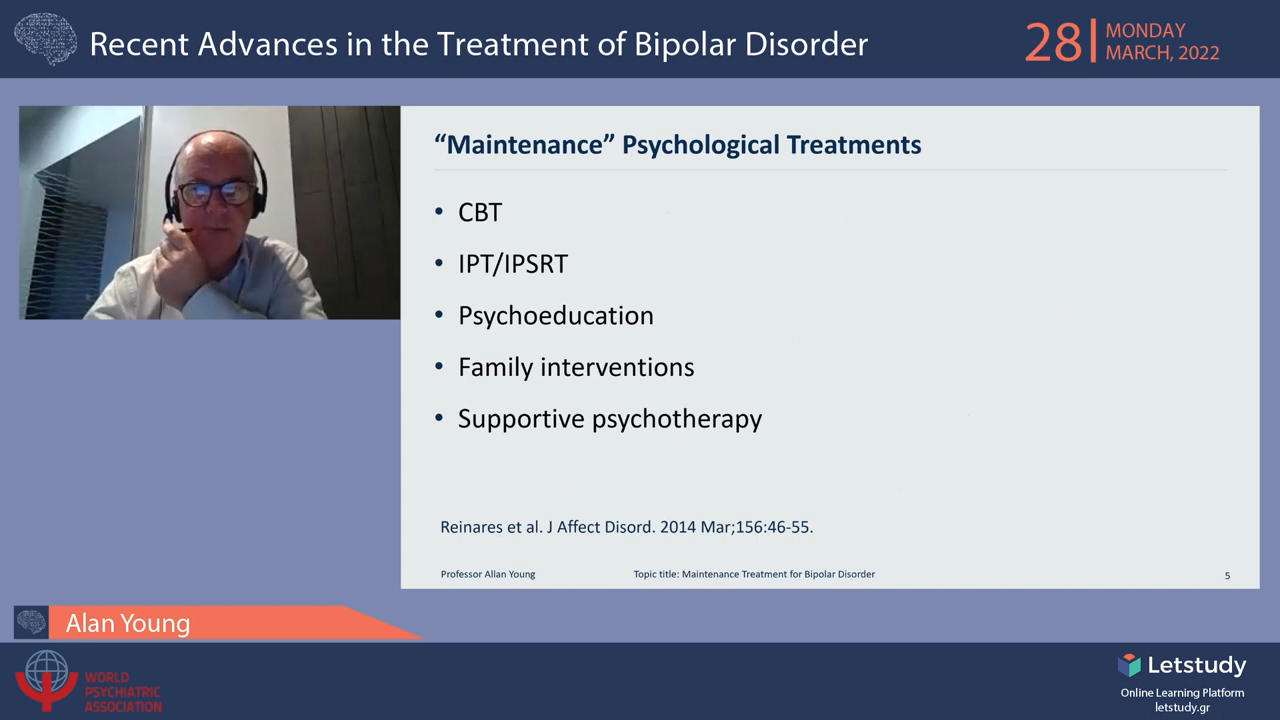 Recent Advances in the Treatment of Bipolar Disorder
28
MONDAY
MARCH, 2022
“Maintenance” Psychological Treatments
• CBT
• IPT/IPSRT
• Psychoeducation
• Family interventions
• Supportive psychotherapy
Reinares et al. J Affect Disord. 2014 Mar;156:46-55.
Professor Allan Young Topic title: Maintenance Treatment for Bipolar Disorder 5
Alan Young
WORLD
PSYCHIATRIC
ASSOCIATION
Letstudy
Online Learning Platform
letstudy.gr